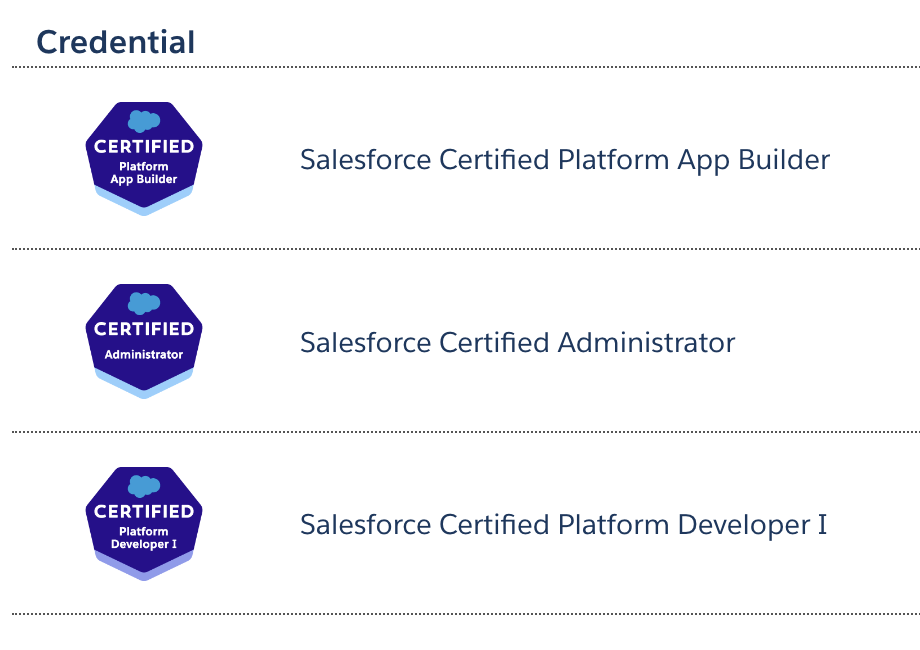 Credential
CERTIFIED
Platform
App Builder
Salesforce Certified Platform App Builder
CERTIFIED
Administrator
Salesforce Certified Administrator
CERTIFIED
Platform
Developer I
Salesforce Certified Platform Developer I